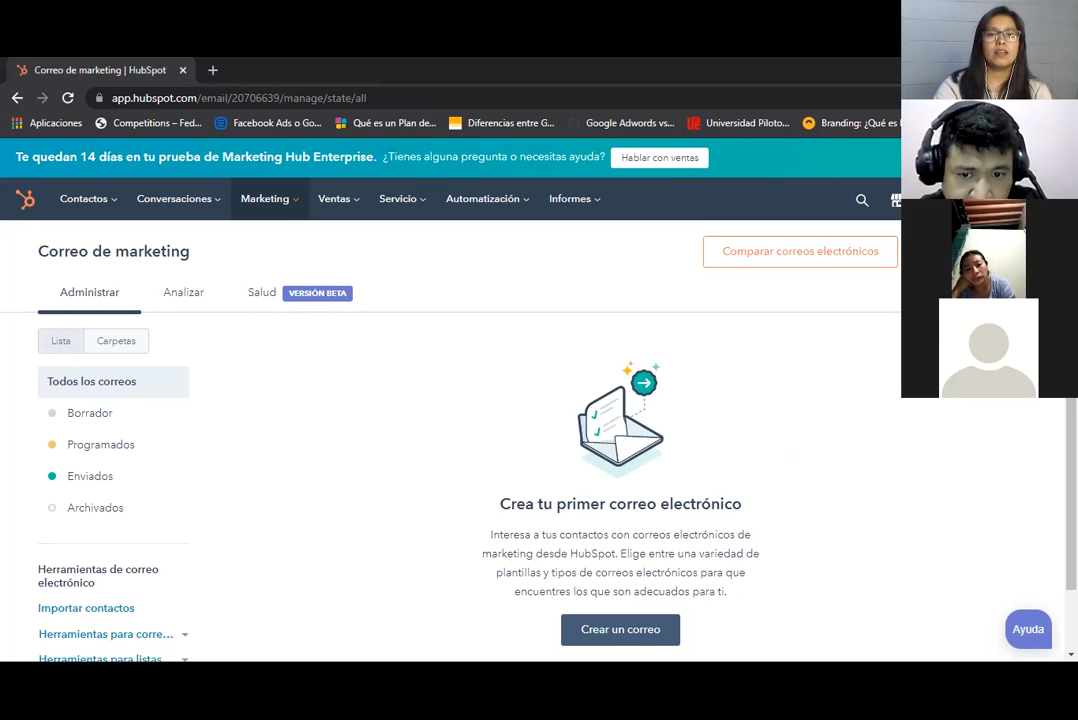 Correo de marketing | HubSpot
app.hubspot.com/email/20706639/manage/state/all
Aplicaciones
Competitions – Fed...
Facebook Ads o Go...
Qué es un Plan de...
Diferencias entre G...
Google Adwords vs...
Universidad Piloto...
Branding: ¿Qué es
Te quedan 14 días en tu prueba de Marketing Hub Enterprise. ¿Tienes alguna pregunta o necesitas ayuda?
Hablar con ventas
Contactos
Conversaciones
Marketing
Ventas
Servicio
Automatización
Informes
Correo de marketing
Comparar correos electrónicos
Administrar
Analizar
Salud
VERSIÓN BETA
Lista
Carpetas
Todos los correos
Borrador
Programados
Enviados
Archivados
Herramientas de correo
electrónico
Importar contactos
Herramientas para corre...
Herramientas para listas
Crea tu primer correo electrónico
Interesa a tus contactos con correos electrónicos de
marketing desde HubSpot. Elige entre una variedad de
plantillas y tipos de correos electrónicos para que
encuentres los que son adecuados para ti.
Crear un correo
Ayuda